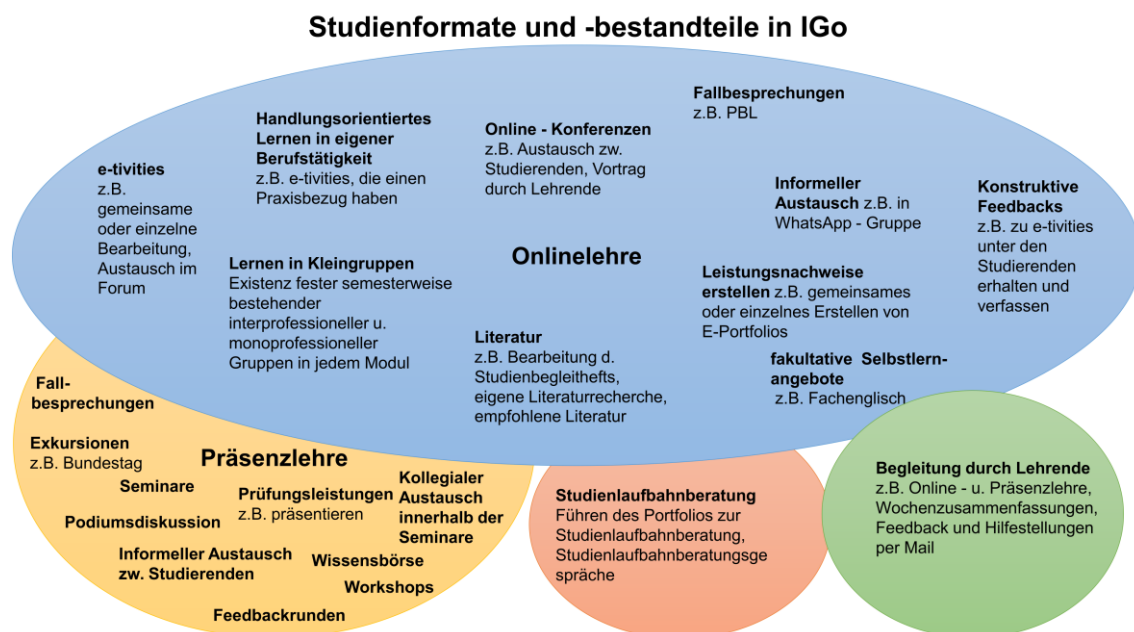 Studienformate und -bestandteile in IGo
Fallbesprechungen
z.B. PBL
Handlungsorientiertes
Lernen in eigener
Berufstätigkeit
z.B. e-tivities, die einen
Praxisbezug haben
Online - Konferenzen
z.B. Austausch zw.
Studierenden, Vortrag
durch Lehrende
e-tivities
z.B.
gemeinsame
oder einzelne
Bearbeitung,
Austausch im
Forum
Informeller
Austausch z.B. in
WhatsApp - Gruppe
Konstruktive
Feedbacks
z.B. zu e-tivities
unter den
Studierenden
erhalten und
verfassen
Onlinelehre
Lernen in Kleingruppen
Existenz fester semesterweise
bestehender
interprofessioneller u.
monoprofessioneller
Gruppen in jedem Modul
Leistungsnachweise
erstellen z.B. gemeinsames
oder einzelnes Erstellen von
E-Portfolios
Literatur
z.B. Bearbeitung d.
Studienbegleithefts,
eigene Literaturrecherche,
empfohlene Literatur
fakultative Selbstlern-
angebote
z.B. Fachenglisch
Fall-
besprechungen
Exkursionen
z.B. Bundestag
Präsenzlehre
Seminare
Prüfungsleistungen
z.B. präsentieren
Kollegialer
Austausch
innerhalb der
Seminare
Podiumsdiskussion
Informeller Austausch
zw. Studierenden
Wissensbörse
Workshops
Feedbackrunden
Studienlaufbahnberatung
Führen des Portfolios zur
Studienlaufbahnberatung,
Studienlaufbahnberatungsge
spräche
Begleitung durch Lehrende
z.B. Online - u. Präsenzlehre,
Wochenzusammenfassungen,
Feedback und Hilfestellungen
per Mail